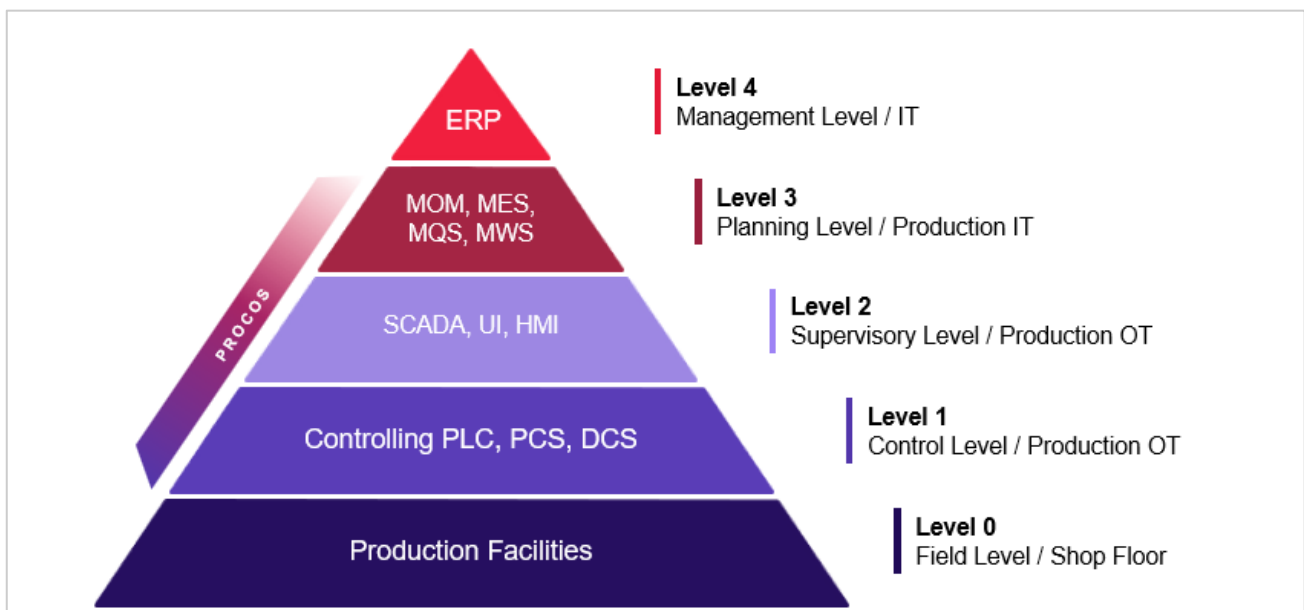 ERP
Level 4
Management Level / IT
MOM, MES,
MQS, MWS
Level 3
Planning Level / Production IT
PROCOS
SCADA, UI, HMI
Level 2
Supervisory Level / Production OT
Controlling PLC, PCS, DCS
Level 1
Control Level / Production OT
Production Facilities
Level 0
Field Level / Shop Floor